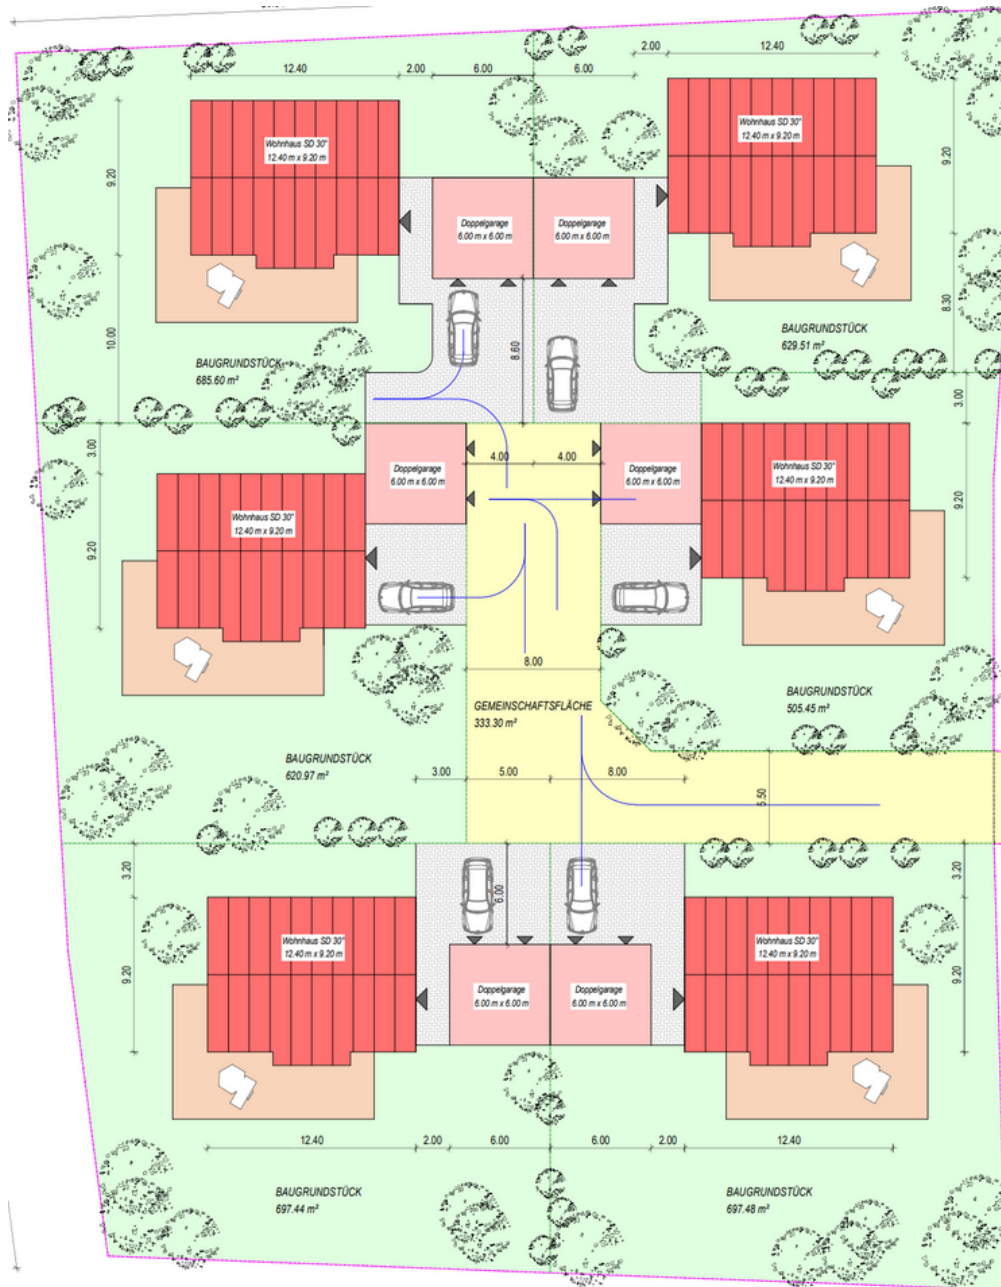 2.00
12.40
12.40
2.00
6.00
6.00
Wohnhaus SD 30°
12.40 m x 9.20 m
Wohnhaus SD 30°
12.40 m x 9.20 m
9.20
9.20
Doppelgarage
6.00 m x 6.00 m
Doppelgarage
6.00 m x 6.00 m
10.00
8.60
8.30
BAUGRUNDSTÜCK
685.60 m²
BAUGRUNDSTÜCK
629.51 m²
3.00
3.00
4.00
4.00
Doppelgarage
6.00 m x 6.00 m
Doppelgarage
6.00 m x 6.00 m
Wohnhaus SD 30°
12.40 m x 9.20 m
Wohnhaus SD 30°
12.40 m x 9.20 m
9.20
9.20
8.00
GEMEINSCHAFTSFLÄCHE
333.30 m²
BAUGRUNDSTÜCK
505.45 m²
BAUGRUNDSTÜCK
620.97 m²
3.00
5.00
8.00
5.50
3.20
3.20
6.00
Wohnhaus SD 30°
12.40 m x 9.20 m
Wohnhaus SD 30°
12.40 m x 9.20 m
9.20
9.20
Doppelgarage
6.00 m x 6.00 m
Doppelgarage
6.00 m x 6.00 m
12.40
2.00
6.00
6.00
2.00
12.40
BAUGRUNDSTÜCK
697.44 m²
BAUGRUNDSTÜCK
697.48 m²